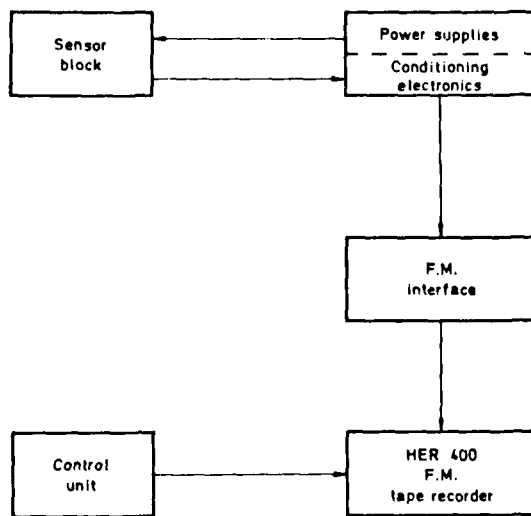 Sensor
block
Power supplies
Conditioning
electronics
F.M.
interface
Control
unit
HER 400
F.M.
tape recorder